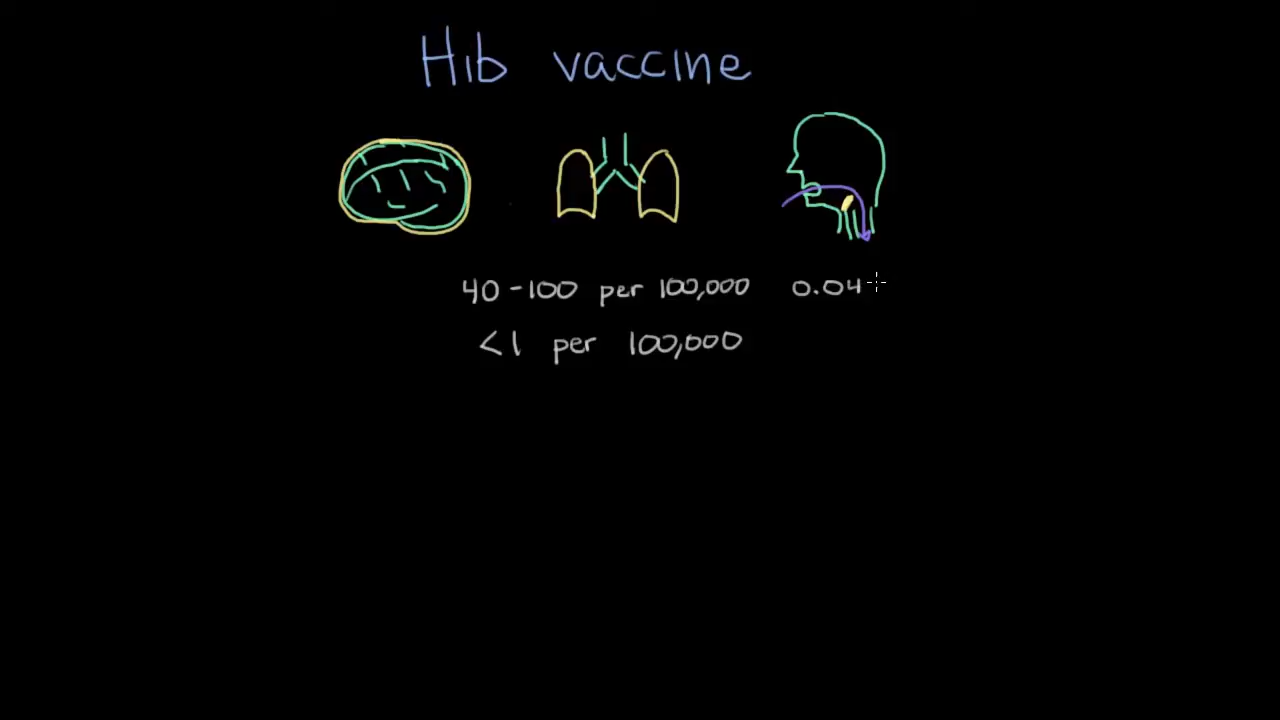 Hib vaccine
40-100 per 100,000 0.04
<1 per 100,000